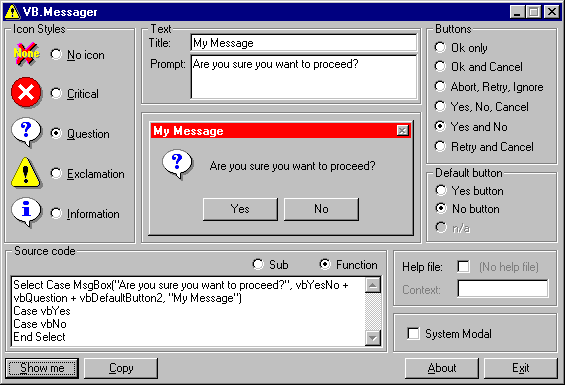 VB.Messager
Icon Styles
None
No icon
Critical
Question
Exclamation
Information
Text
Title: My Message
Prompt: Are you sure you want to proceed?
My Message
Are you sure you want to proceed?
Yes No
Buttons
Ok only
Ok and Cancel
Abort, Retry, Ignore
Yes, No, Cancel
Yes and No
Retry and Cancel
Default button
Yes button
No button
n/a
Source code
Sub Function
Select Case MsgBox("Are you sure you want to proceed?", vbYesNo +
vbQuestion + vbDefaultButton2, "My Message")
Case vbYes
Case vbNo
End Select
Help file: (No help file)
Context:
System Modal
Show me Copy About Exit